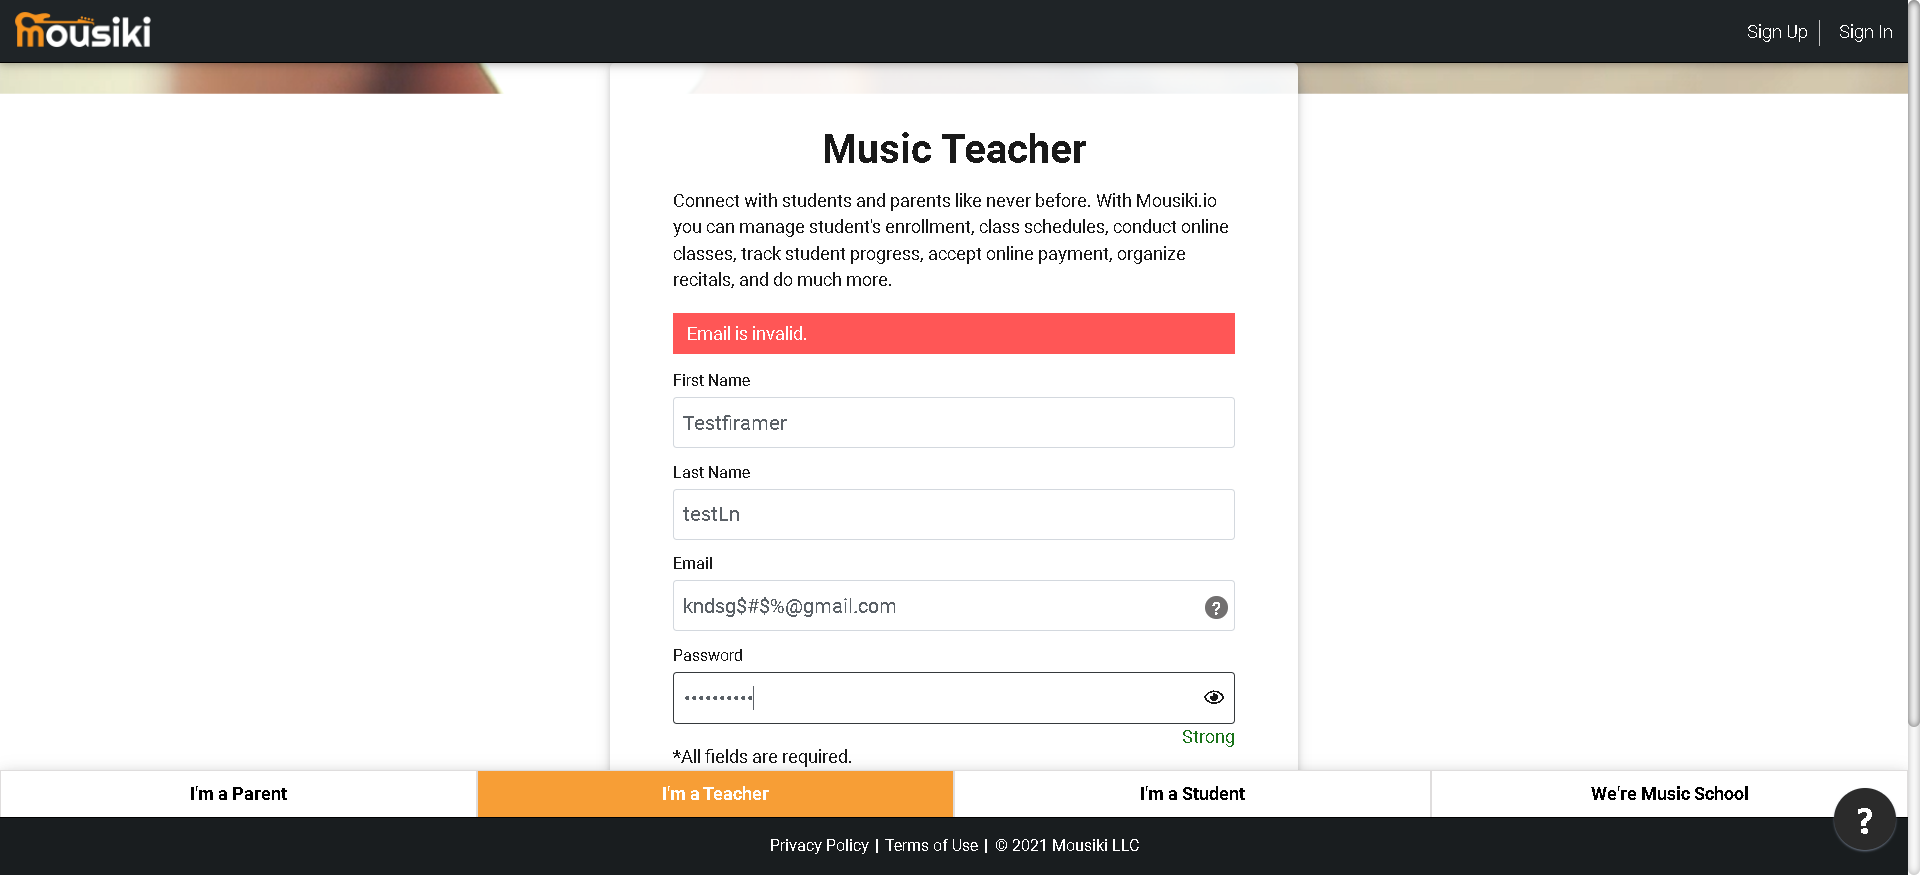 mousiki
Sign Up
Sign In
Music Teacher
Connect with students and parents like never before. With Mousiki.io
you can manage student's enrollment, class schedules, conduct online
classes, track student progress, accept online payment, organize
recitals, and do much more.
Email is invalid.
First Name
Testfiramer
Last Name
testLn
Email
kndsg$#$%@gmail.com
?
Password
••••••••••
Strong
*All fields are required.
I'm a Parent
I'm a Teacher
I'm a Student
We're Music School
?
Privacy Policy | Terms of Use | © 2021 Mousiki LLC